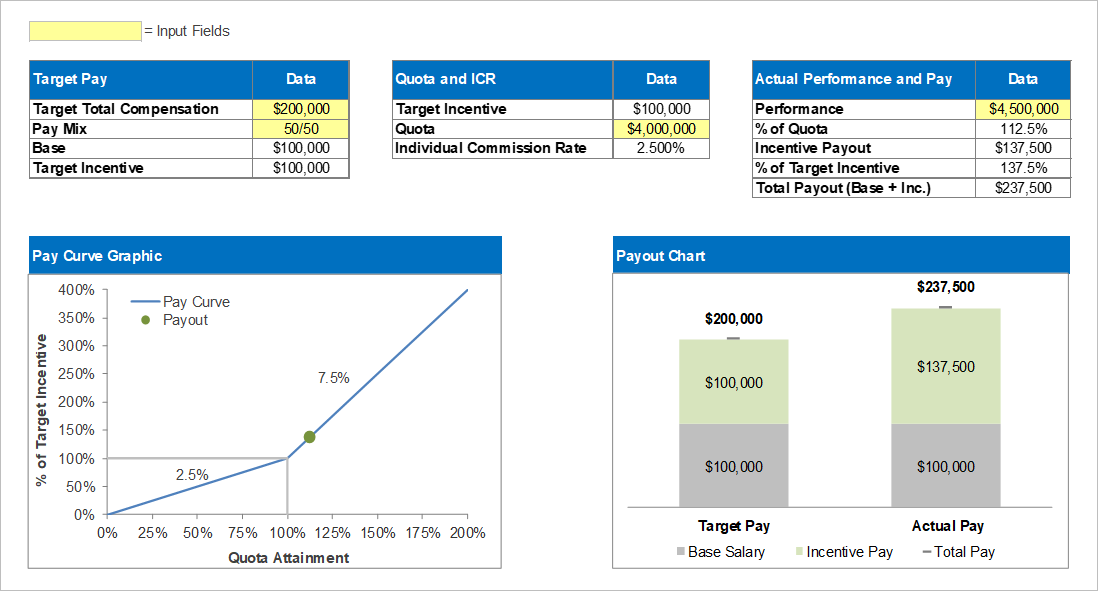 = Input Fields
Target Pay Data
Target Total Compensation $200,000
Pay Mix 50/50
Base $100,000
Target Incentive $100,000
Quota and ICR Data
Target Incentive $100,000
Quota $4,000,000
Individual Commission Rate 2.500%
Actual Performance and Pay Data
Performance $4,500,000
% of Quota 112.5%
Incentive Payout $137,500
% of Target Incentive 137.5%
Total Payout (Base + Inc.) $237,500
Pay Curve Graphic
% of Target Incentive
400%
350%
300%
250%
200%
150%
100%
50%
0%
Pay Curve
Payout
7.5%
2.5%
0% 25% 50% 75% 100% 125% 150% 175% 200%
Quota Attainment
Payout Chart
$237,500
$200,000
$137,500
$100,000
$100,000 $100,000
Target Pay Actual Pay
Base Salary Incentive Pay Total Pay